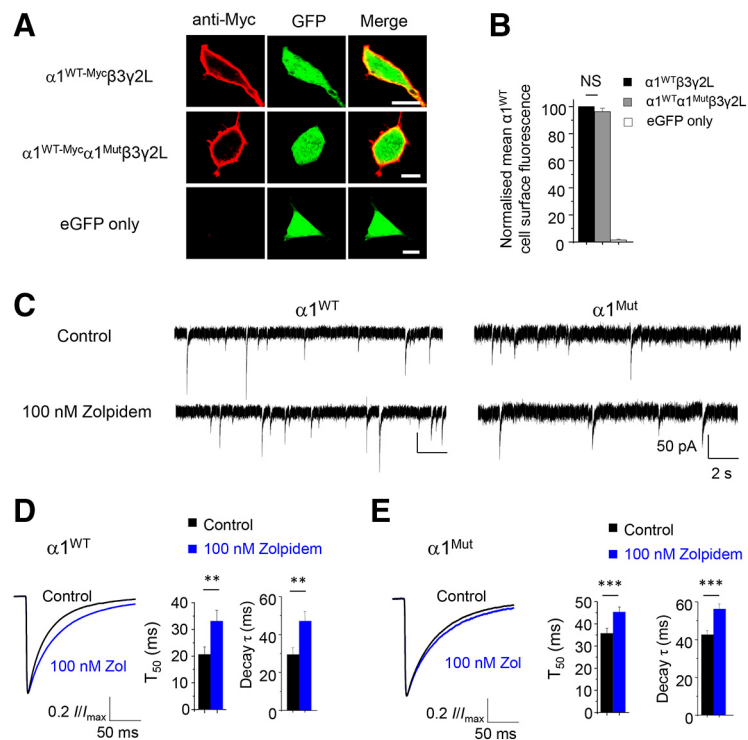 A
anti-Myc GFP Merge
α1WT-Mycβ3γ2L
α1WT-Mycα1Mutβ3γ2L
eGFP only
B
NS
α1WTβ3γ2L
α1WTα1Mutβ3γ2L
eGFP only
Normalised mean α1WT
cell surface fluorescence
100
80
60
40
20
0
C
α1WT α1Mut
Control
100 nM Zolpidem
50 pA
2 s
D
α1WT
Control
100 nM Zolpidem
Control
100 nM Zol
0.2 I/Imax
50 ms
**
T50 (ms)
40
30
20
10
0
**
Decay τ (ms)
60
40
20
0
E
α1Mut
Control
100 nM Zolpidem
Control
100 nM Zol
0.2 I/Imax
50 ms
***
T50 (ms)
50
40
30
20
10
0
***
Decay τ (ms)
60
40
20
0